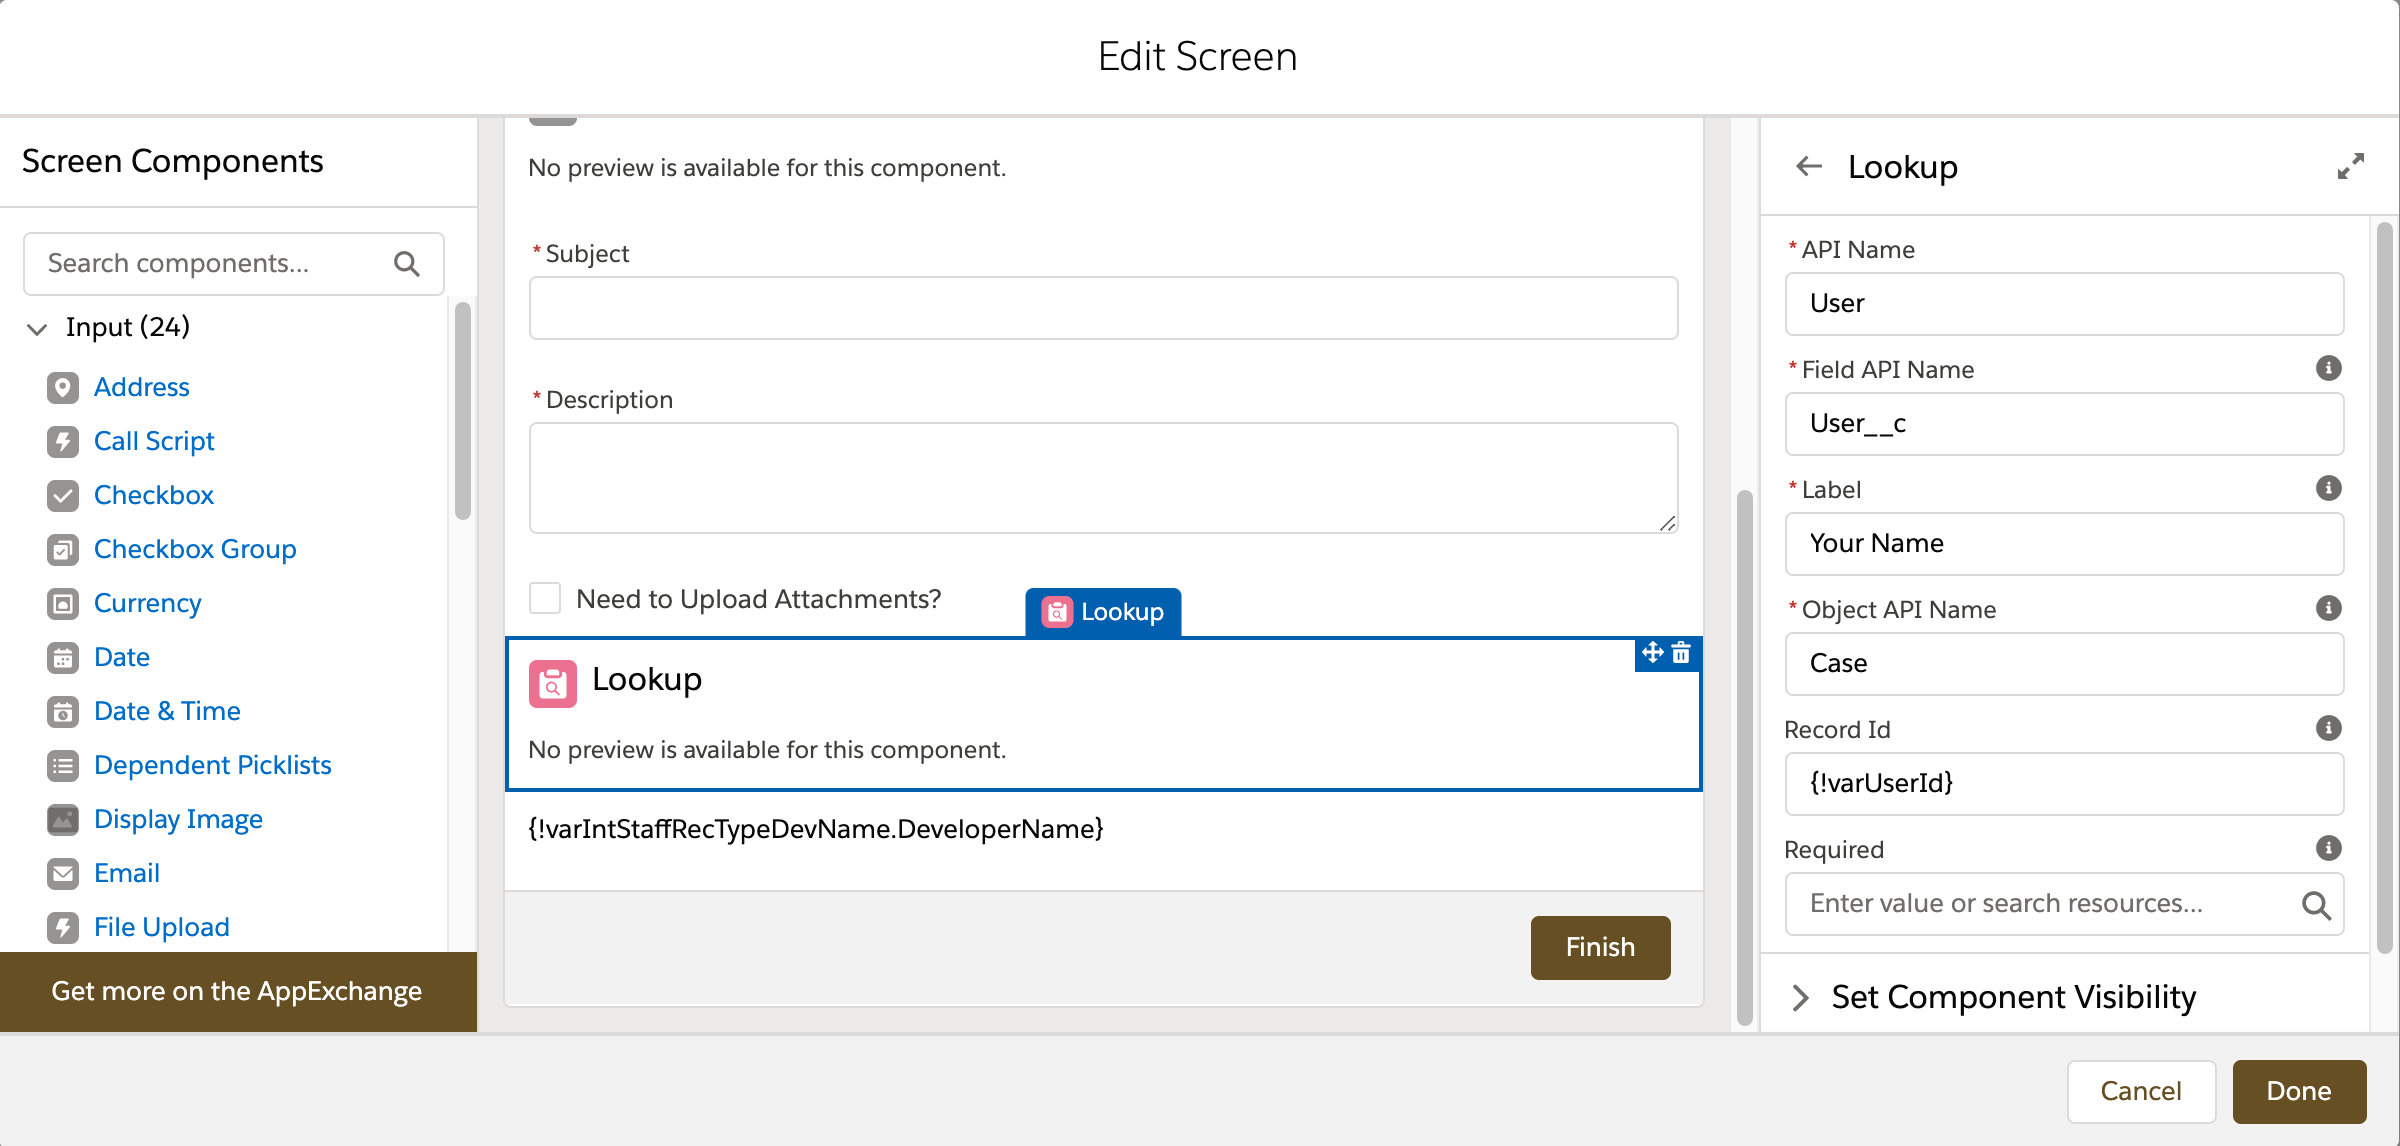 Edit Screen
Screen Components
Search components...
Input (24)
Address
Call Script
Checkbox
Checkbox Group
Currency
Date
Date & Time
Dependent Picklists
Display Image
Email
File Upload
Get more on the AppExchange
No preview is available for this component.
* Subject
* Description
Need to Upload Attachments?
Lookup
Lookup
No preview is available for this component.
{!varIntStaffRecTypeDevName.DeveloperName}
Finish
Lookup
* API Name
User
* Field API Name
User__c
* Label
Your Name
* Object API Name
Case
Record Id
{!varUserId}
Required
Enter value or search resources...
Set Component Visibility
Cancel
Done